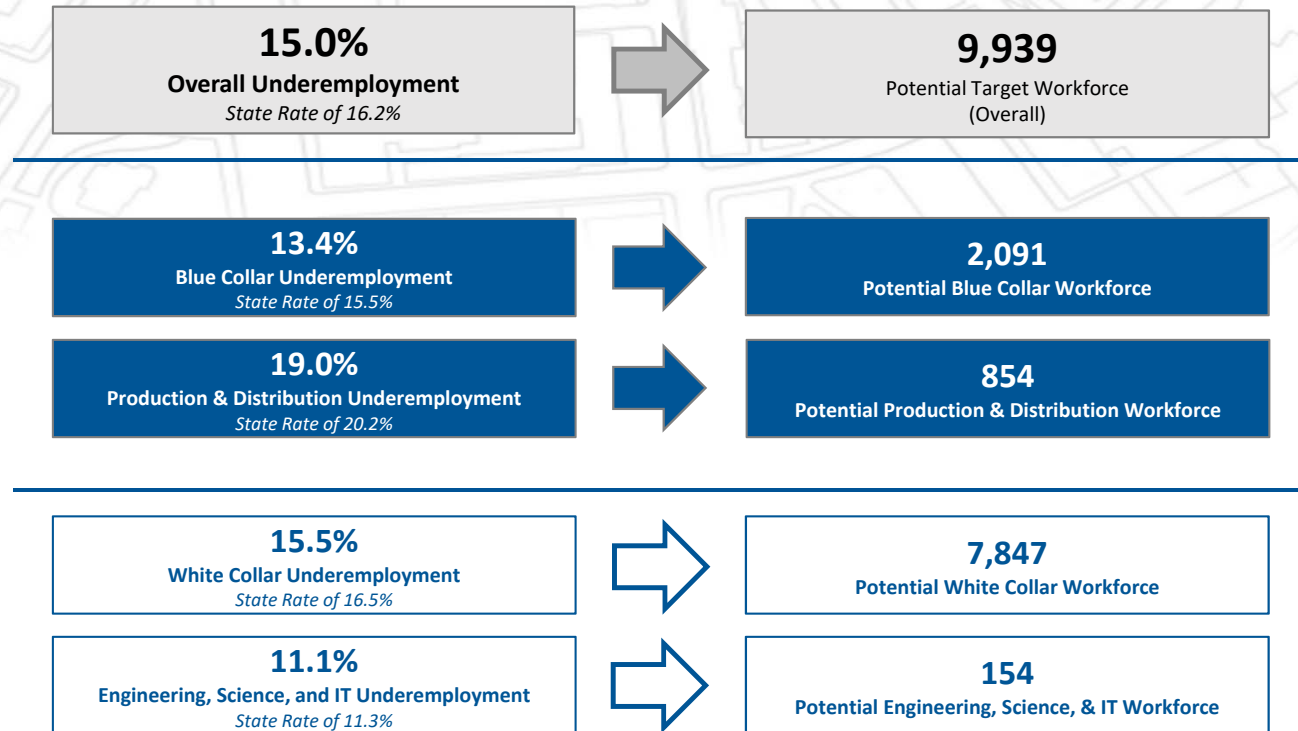 15.0%
Overall Underemployment
State Rate of 16.2%
9,939
Potential Target Workforce
(Overall)
13.4%
Blue Collar Underemployment
State Rate of 15.5%
2,091
Potential Blue Collar Workforce
19.0%
Production & Distribution Underemployment
State Rate of 20.2%
854
Potential Production & Distribution Workforce
15.5%
White Collar Underemployment
State Rate of 16.5%
7,847
Potential White Collar Workforce
11.1%
Engineering, Science, and IT Underemployment
State Rate of 11.3%
154
Potential Engineering, Science, & IT Workforce